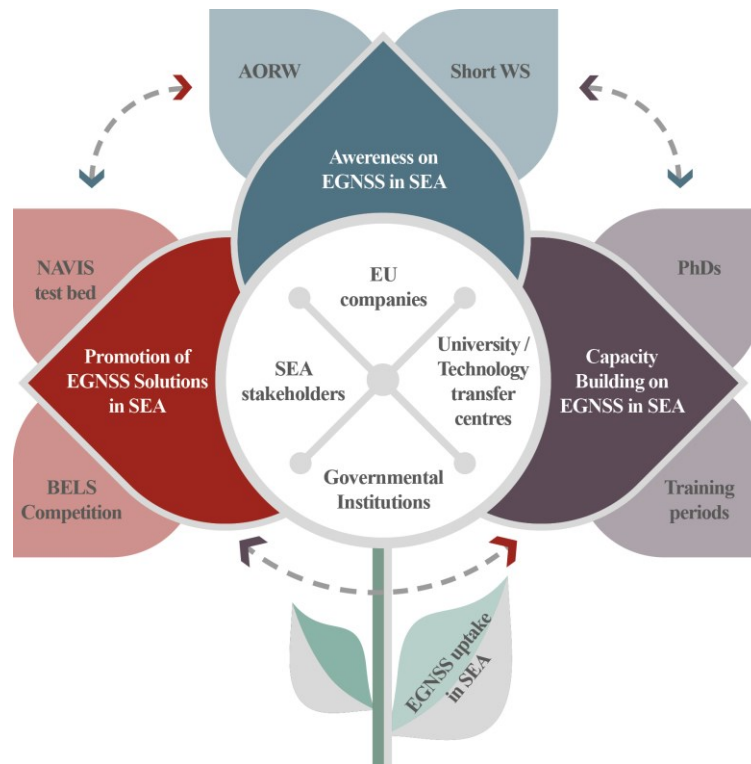 AORW
Short WS
Awereness on
EGNSS in SEA
NAVIS
test bed
PhDs
EU
companies
Promotion of
EGNSS Solutions
in SEA
SEA
stakeholders
University /
Technology
transfer
centres
Capacity
Building on
EGNSS in SEA
Governmental
Institutions
BELS
Competition
Training
periods
EGNSS uptake
in SEA